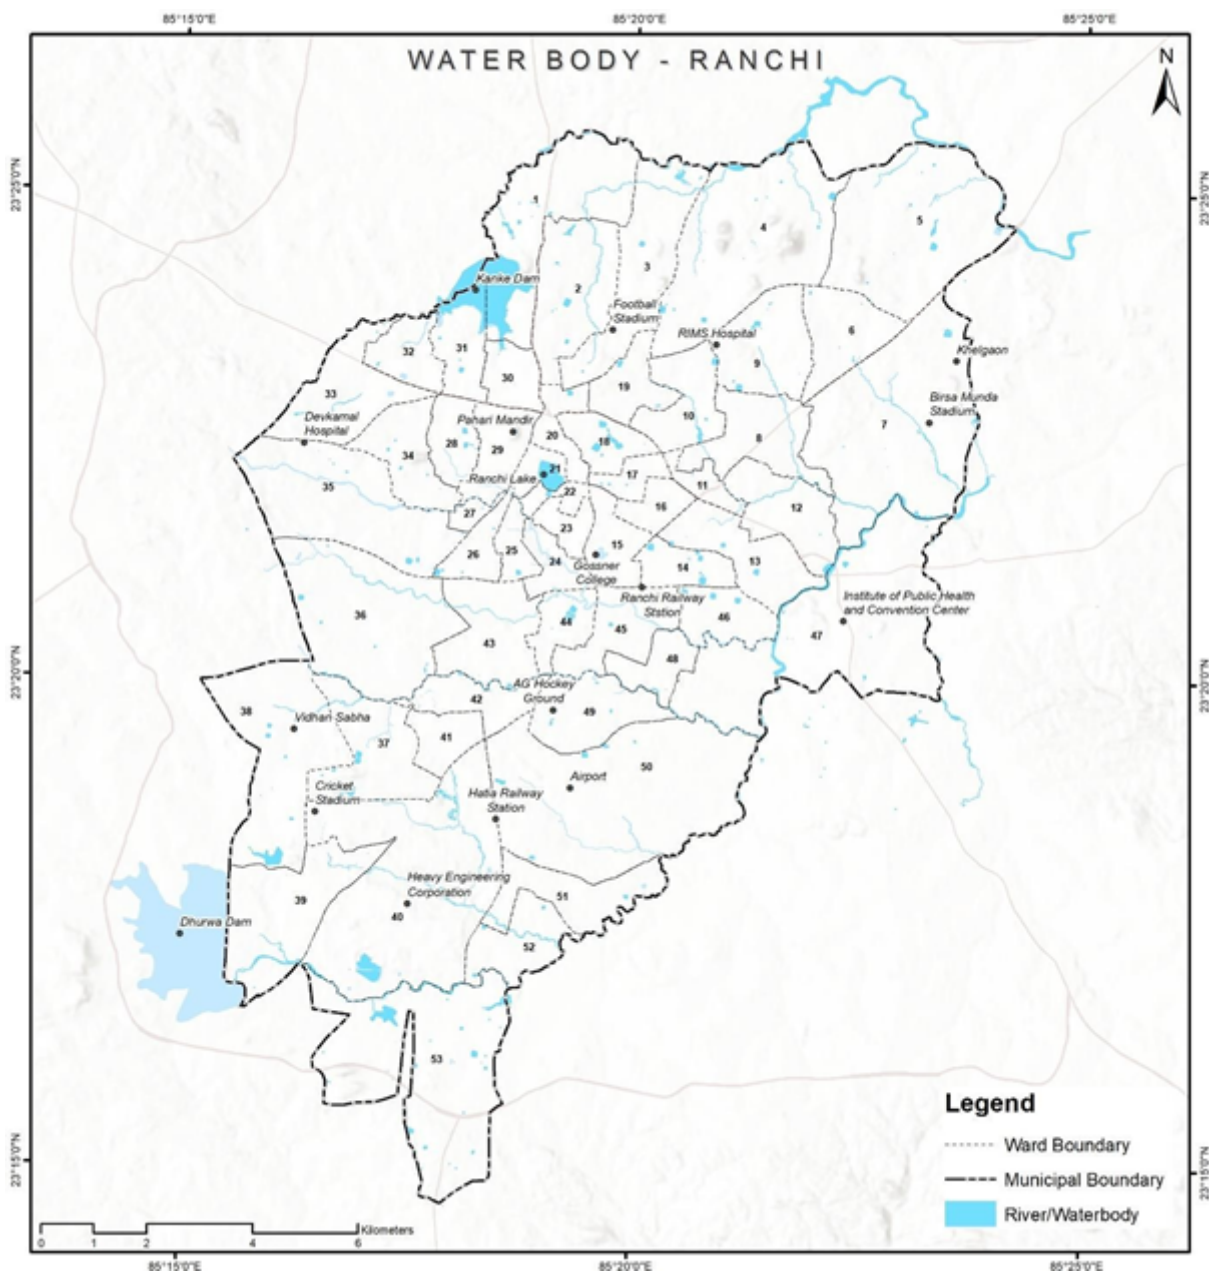 85°15'0"E
85°20'0"E
85°25'0"E
WATER BODY - RANCHI
N
23°25'0"N
23°25'0"N
1
5
4
3
Kanke Dam
2
Football
Stadium
RIMS Hospital
6
32
31
Khelgaon
9
30
19
33
Birsa Munda
Stadium
Devkamal
Hospital
Pahari Mandir
10
7
28
20
18
8
29
34
21
Ranchi Lake
17
35
11
22
16
12
27
23
15
26
25
24
Gossner
College
14
13
Ranchi Railway
Ststion
Institute of Public Health
and Convention Center
36
44
45
46
47
43
48
23°20'0"N
23°20'0"N
AG Hockey
Ground
42
38
49
Vidhan Sabha
37
41
50
Airport
Cricket
Stadium
Hatia Railway
Station
Heavy Engineering
Corporation
51
39
40
Dhurwa Dam
52
53
Legend
Ward Boundary
Municipal Boundary
River/Waterbody
23°15'0"N
23°15'0"N
Kilometers
0 1 2 4 6
85°15'0"E
85°20'0"E
85°25'0"E